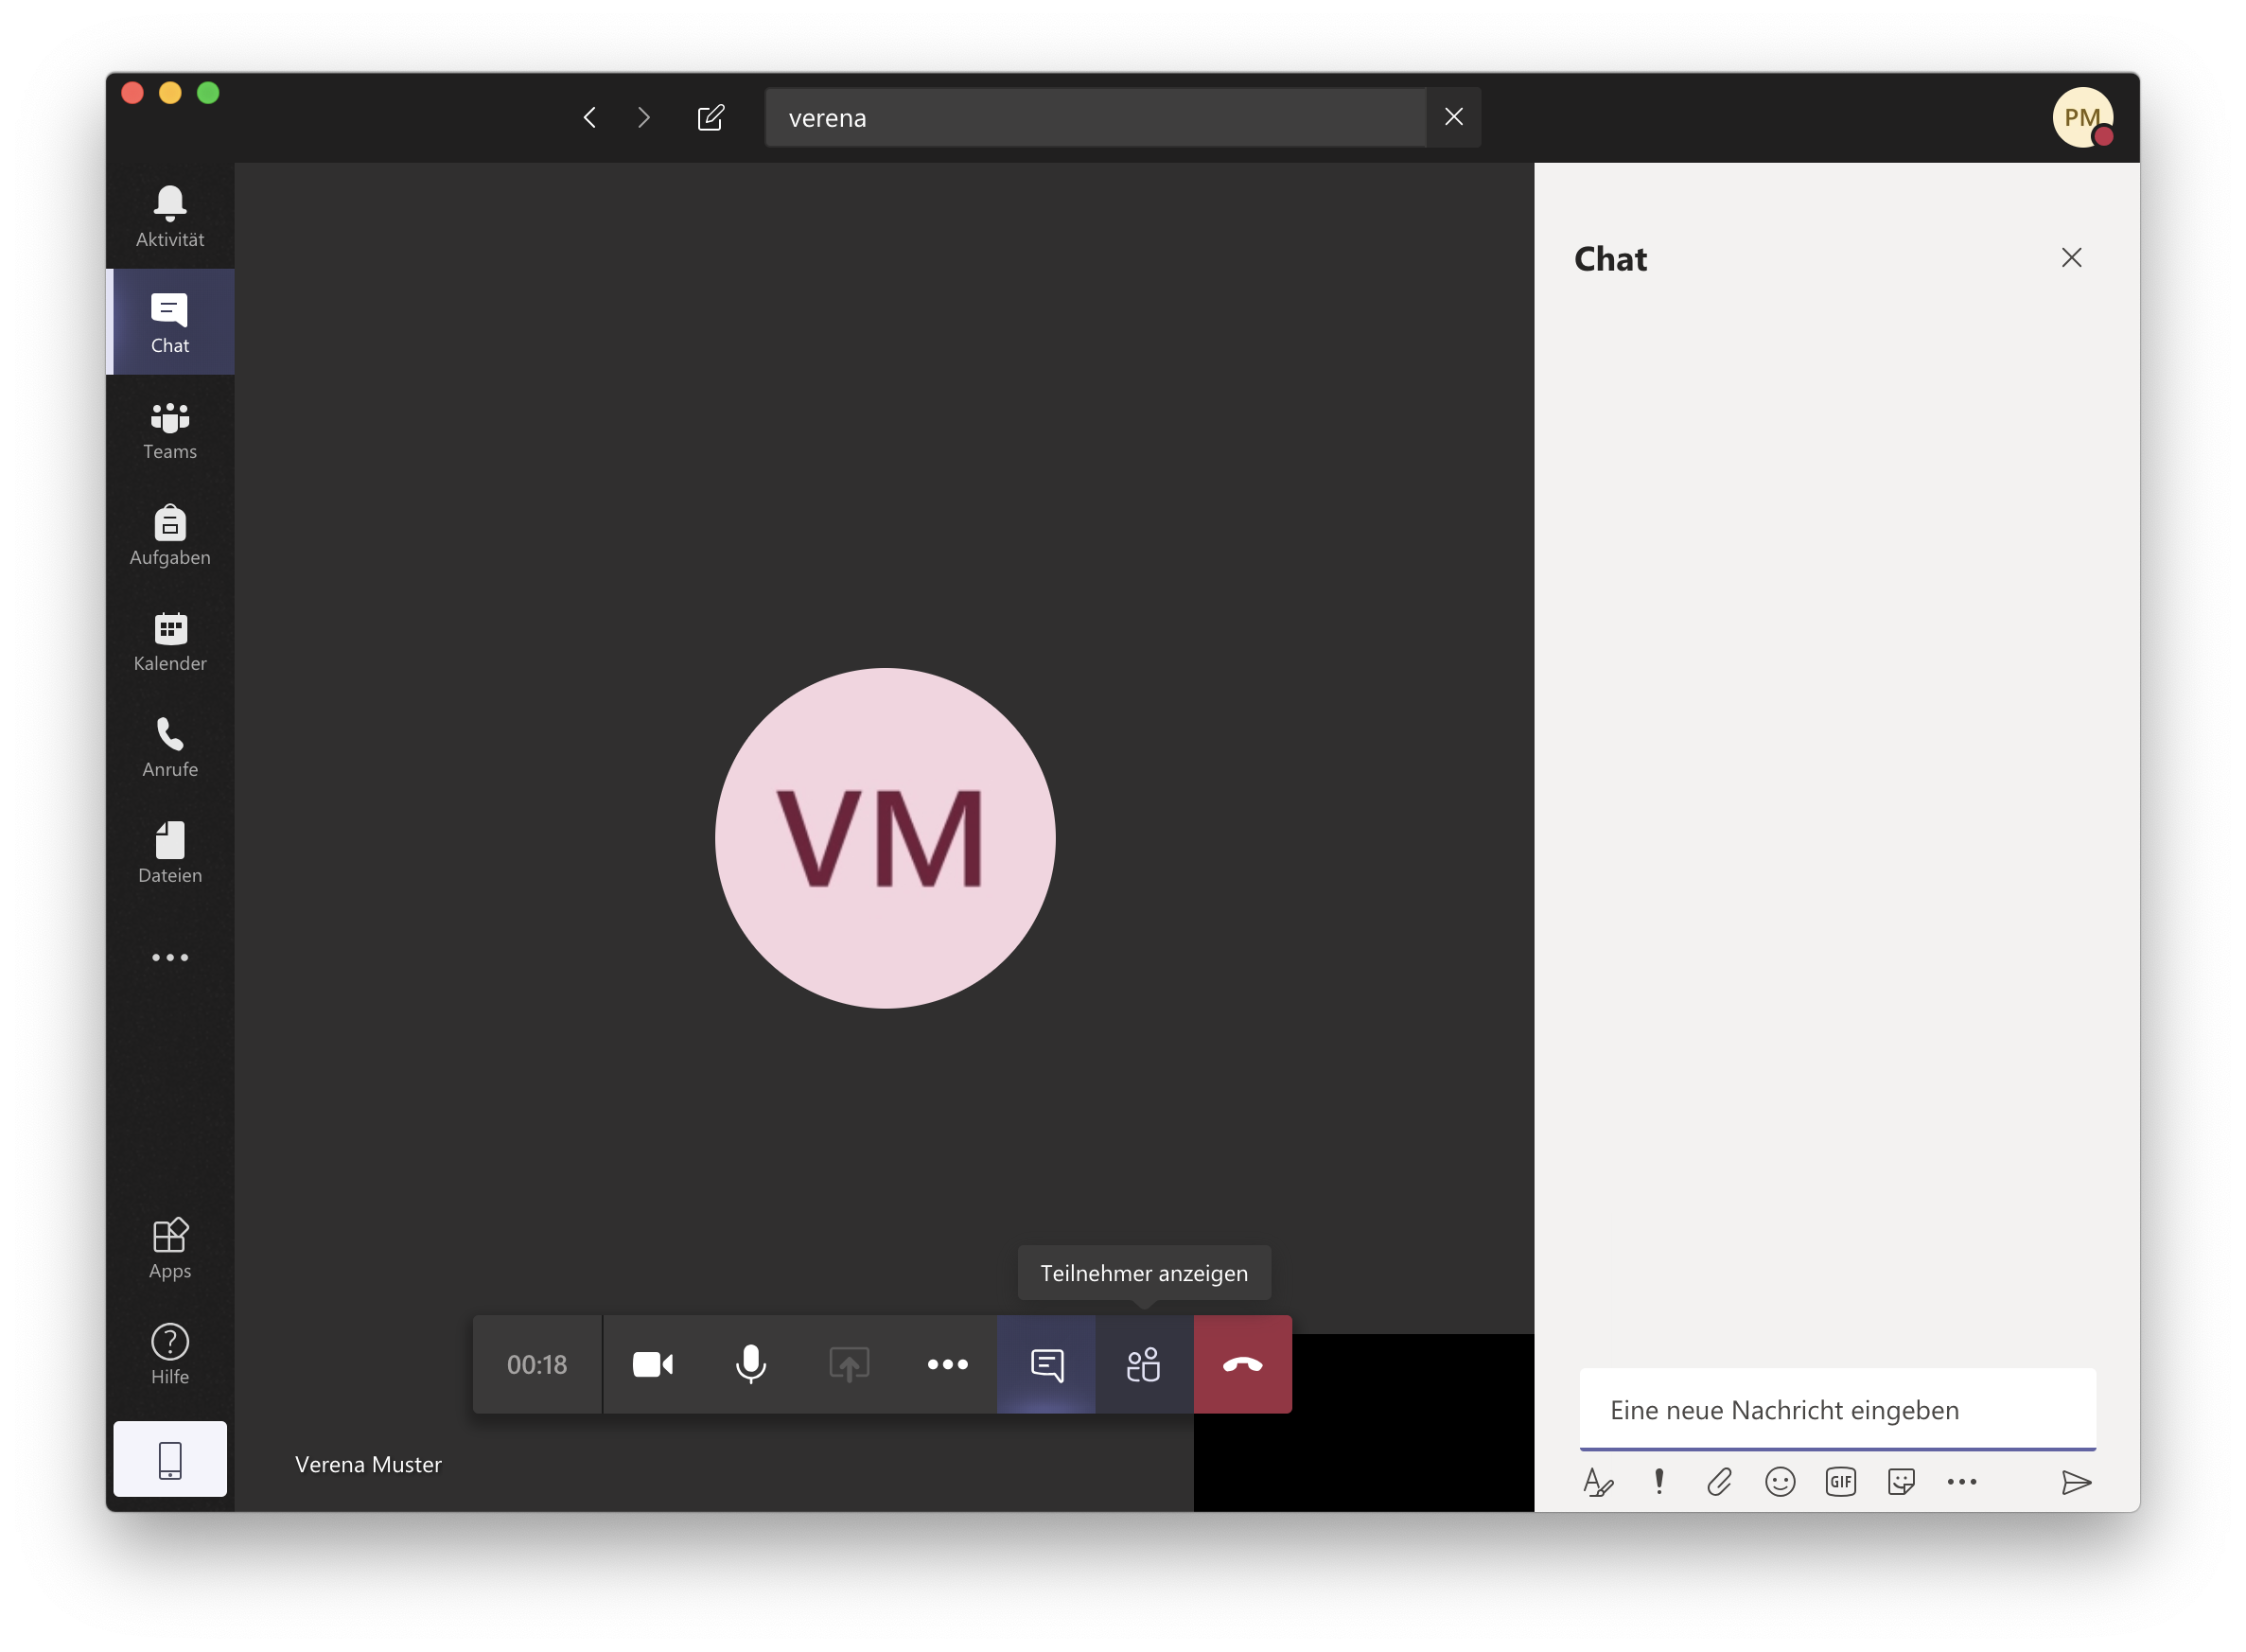 verena
PM
Aktivität
Chat
Teams
Aufgaben
Kalender
Anrufe
Dateien
Apps
Hilfe
VM
Teilnehmer anzeigen
00:18
Verena Muster
Chat
Eine neue Nachricht eingeben
GIF